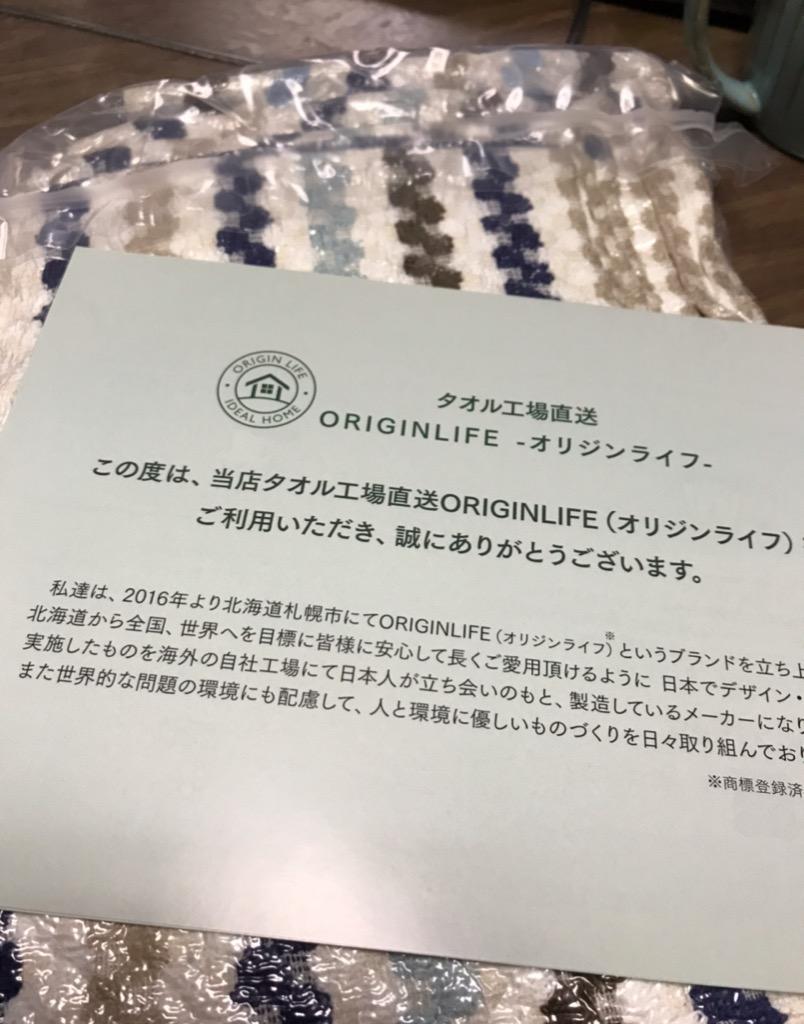 ORIGIN LIFE
IDEAL HOME
タオル工場直送
ORIGINLIFE -オリジンライフ-
この度は、当店タオル工場直送ORIGINLIFE（オリジンライフ）
ご利用いただき、誠にありがとうございます。
私達は、2016年より北海道札幌市にてORIGINLIFE（オリジンライフ）※というブランドを立ち上
北海道から全国、世界へを目標に皆様に安心して長くご愛用頂けるように 日本でデザイン・
実施したものを海外の自社工場にて日本人が立ち会いのもと、製造しているメーカーになり
また世界的な問題の環境にも配慮して、人と環境に優しいものづくりを日々取り組んでおり
※商標登録済